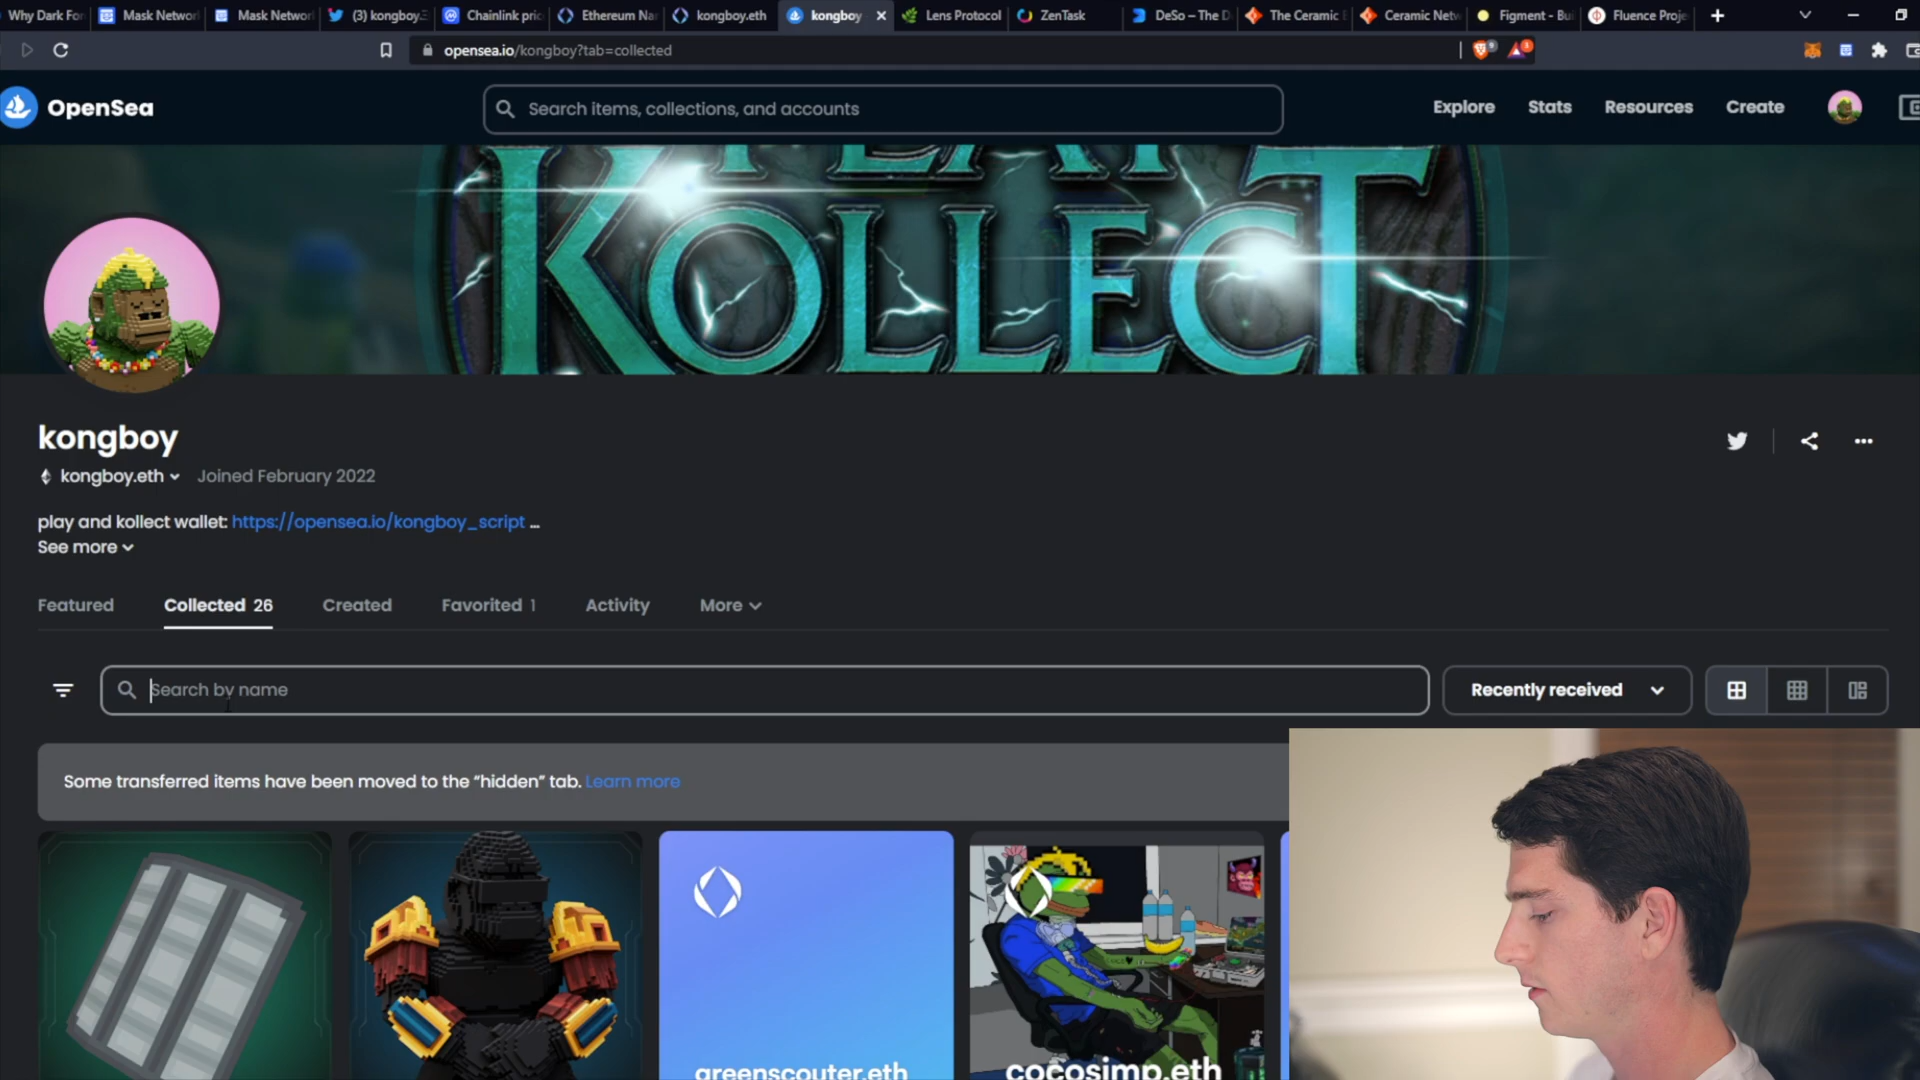 Why Dark For
Mask Networ
Mask Networ
(3) kongboy.
Chainlink pric
Ethereum Na
kongboy.eth
kongboy
Lens Protocol
ZenTask
DeSo – The D
The Ceramic
Ceramic Netw
Figment - Bui
Fluence Proje
opensea.io/kongboy?tab=collected
OpenSea
Search items, collections, and accounts
Explore
Stats
Resources
Create
KOLLECT
kongboy
kongboy.eth
Joined February 2022
play and kollect wallet: https://opensea.io/kongboy_script ...
See more
Featured
Collected 26
Created
Favorited 1
Activity
More
Search by name
Recently received
Some transferred items have been moved to the “hidden” tab. Learn more
greenscouter.eth
cocosimp.eth